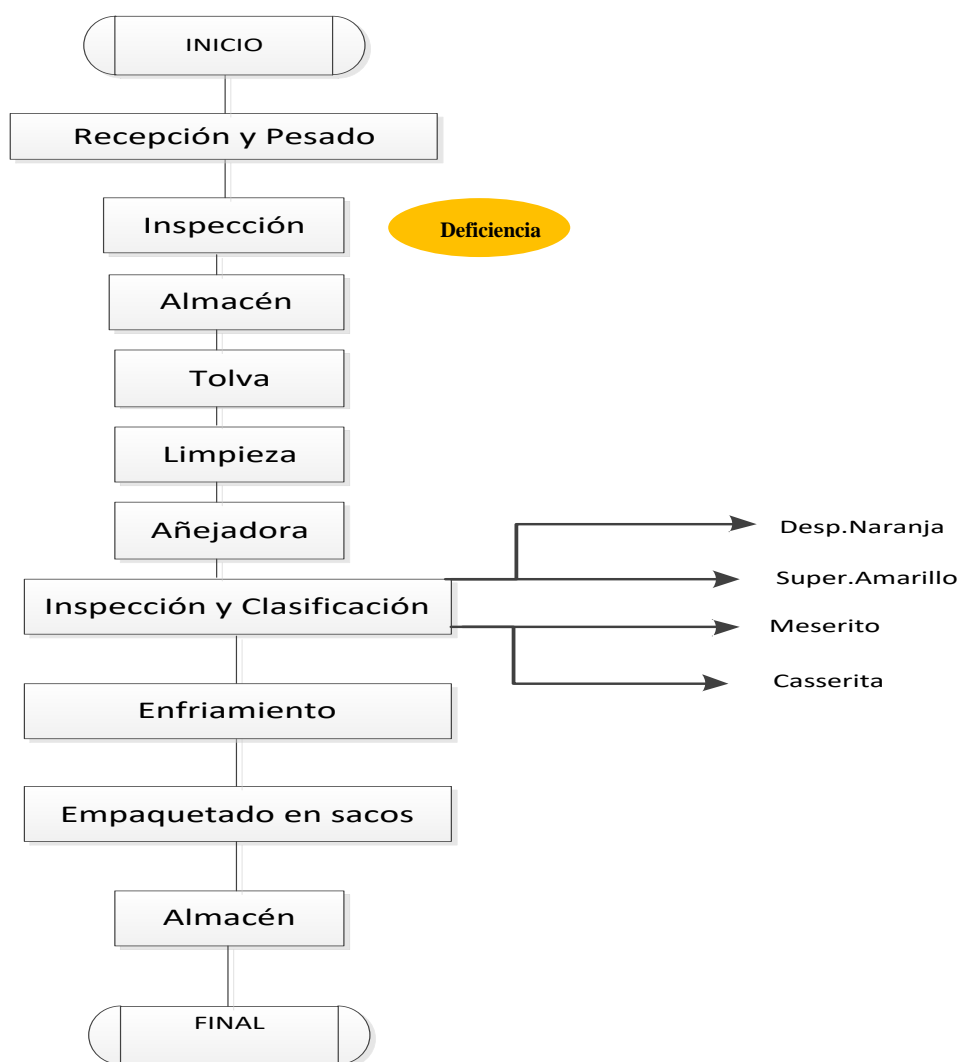 INICIO
Recepción y Pesado
Inspección
Deficiencia
Almacén
Tolva
Limpieza
Añejadora
Desp.Naranja
Super.Amarillo
Inspección y Clasificación
Meserito
Casserita
Enfriamiento
Empaquetado en sacos
Almacén
FINAL